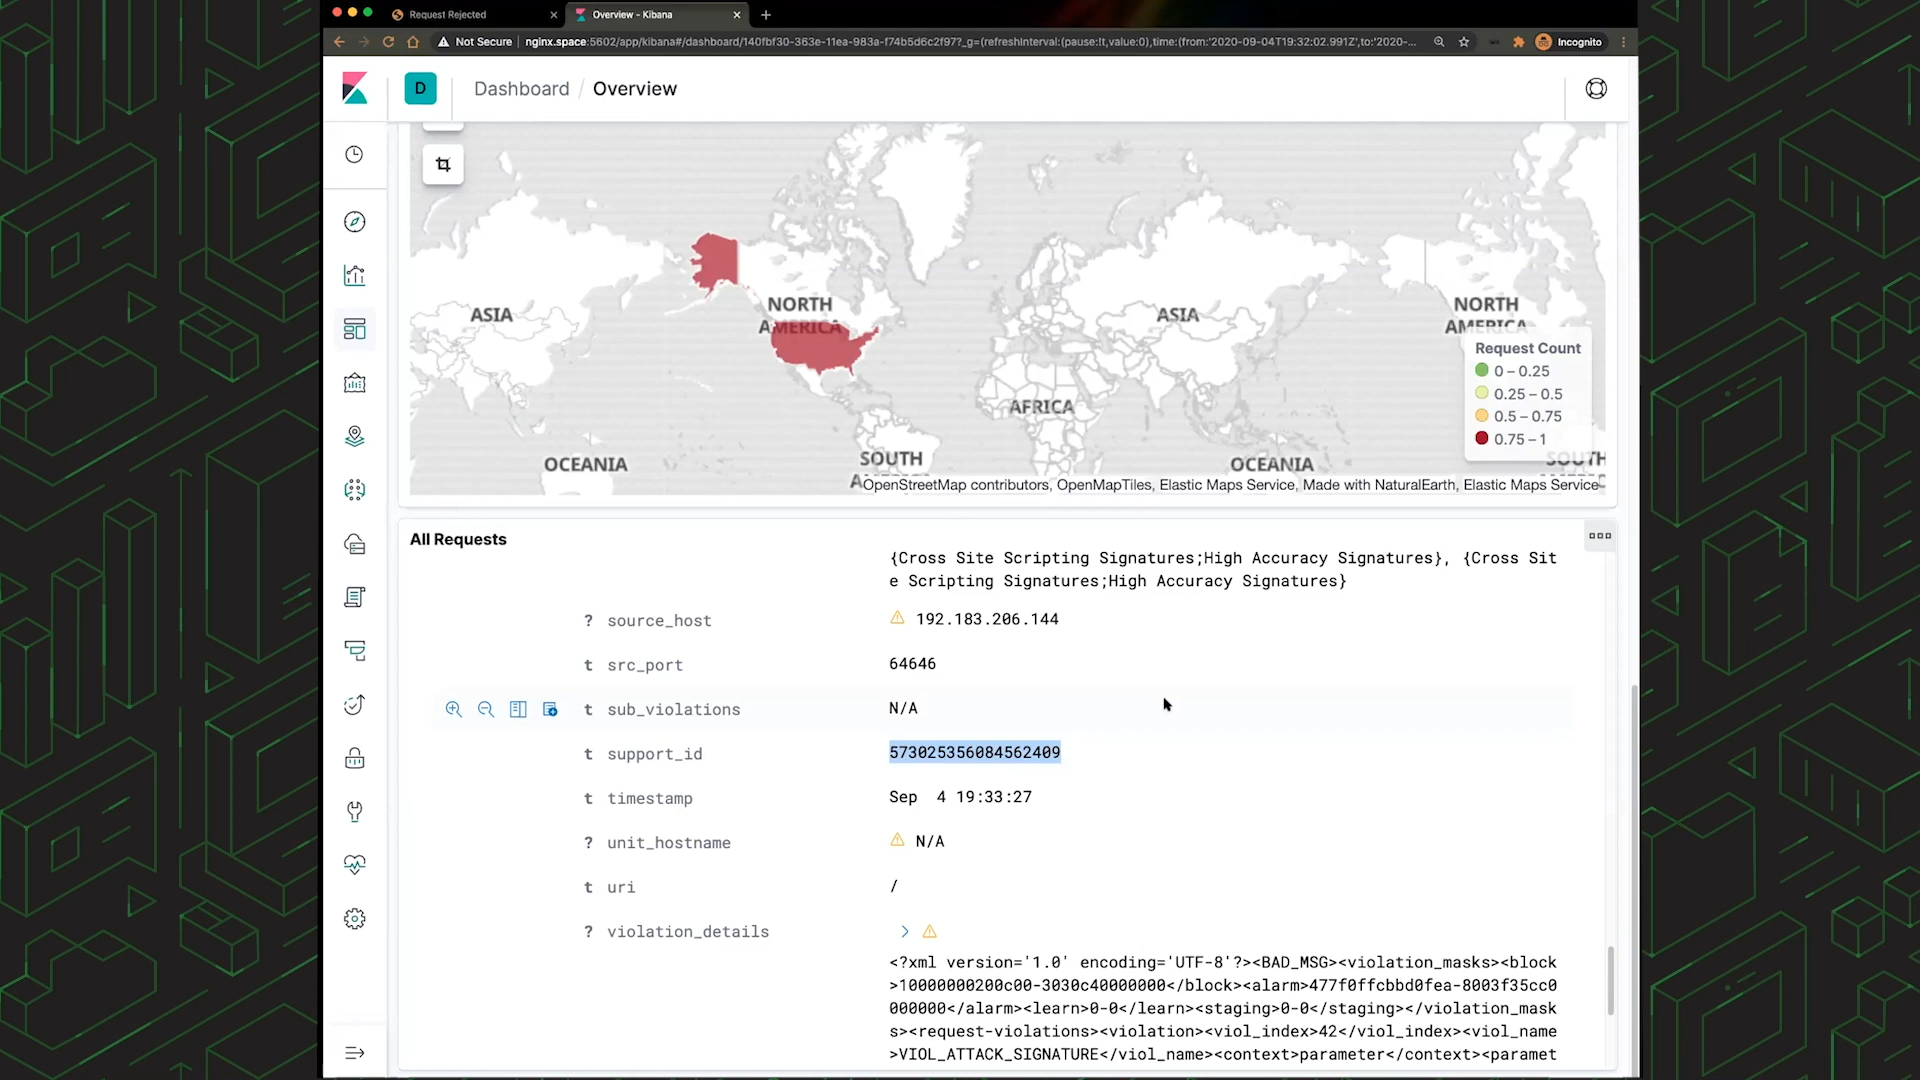 Request Rejected
Overview - Kibana
Not Secure
nginx.space:5602/app/kibana#/dashboard/140fbf30-363e-11ea-983a-f74b5d6c2f97?_g=(refreshInterval:(pause:!t,value:0),time:(from:'2020-09-04T19:32:02.991Z',to:'2020-...
Incognito
D
Dashboard / Overview
NORTH
AMERICA
ASIA
ASIA
NORTH
AMERICA
AFRICA
OCEANIA
SOUTH
OCEANIA
SOUTH
Request Count
0 – 0.25
0.25 – 0.5
0.5 – 0.75
0.75 – 1
OpenStreetMap contributors, OpenMapTiles, Elastic Maps Service, Made with NaturalEarth, Elastic Maps Service
All Requests
{Cross Site Scripting Signatures;High Accuracy Signatures}, {Cross Sit
e Scripting Signatures;High Accuracy Signatures}
? source_host 192.183.206.144
t src_port 64646
t sub_violations N/A
t support_id 573025356084562409
t timestamp Sep  4 19:33:27
? unit_hostname N/A
t uri /
? violation_details
<?xml version='1.0' encoding='UTF-8'?><BAD_MSG><violation_masks><block
>10000000200c00-3030c40000000</block><alarm>477f0ffcbbd0fea-8003f35cc0
000000</alarm><learn>0-0</learn><staging>0-0</staging></violation_mask
s><request-violations><violation><viol_index>42</viol_index><viol_name
>VIOL_ATTACK_SIGNATURE</viol_name><context>parameter</context><paramet